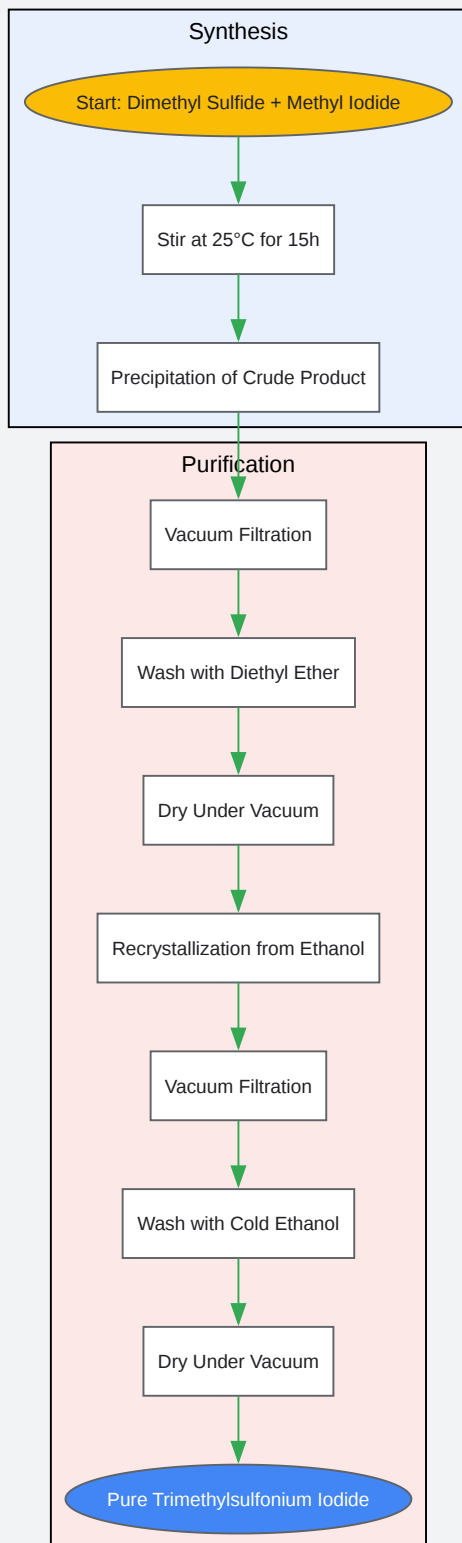 Synthesis
Start: Dimethyl Sulfide + Methyl Iodide
Stir at 25°C for 15h
Precipitation of Crude Product
Purification
Vacuum Filtration
Wash with Diethyl Ether
Dry Under Vacuum
Recrystallization from Ethanol
Vacuum Filtration
Wash with Cold Ethanol
Dry Under Vacuum
Pure Trimethylsulfonium Iodide